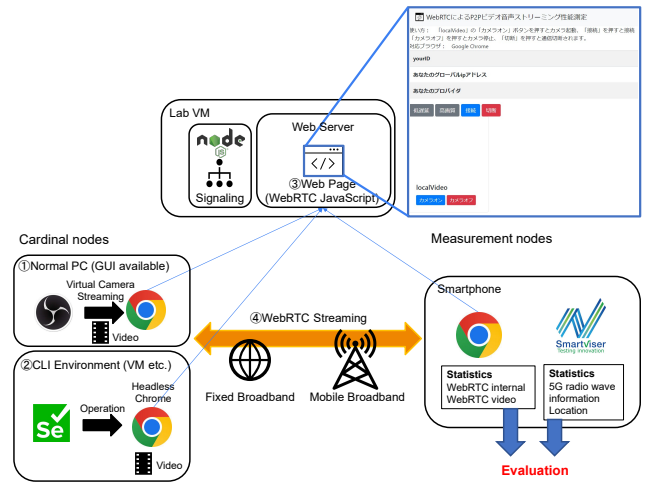 WebRTCによるP2Pビデオ音声ストリーミング性能測定
使い方： 「localVideo」の「カメラオン」ボタンを押すとカメラ起動、「接続」を押すと接続
「カメラオフ」を押すとカメラ停止、「切断」を押すと通信切断されます。
対応ブラウザ： Google Chrome
yourID
あなたのグローバルipアドレス
あなたのプロバイダ
低画質 高画質 接続 切断
localVideo
カメラオン カメラオフ
Lab VM
node
JS
Signaling
Web Server
</>
③Web Page
(WebRTC JavaScript)
Cardinal nodes
Measurement nodes
①Normal PC (GUI available)
Virtual Camera
Streaming
Video
②CLI Environment (VM etc.)
Headless
Chrome
Se
Operation
Video
④WebRTC Streaming
Fixed Broadband
Mobile Broadband
Smartphone
SmartViser
Testing innovation
Statistics
WebRTC internal
WebRTC video
Statistics
5G radio wave
information
Location
Evaluation